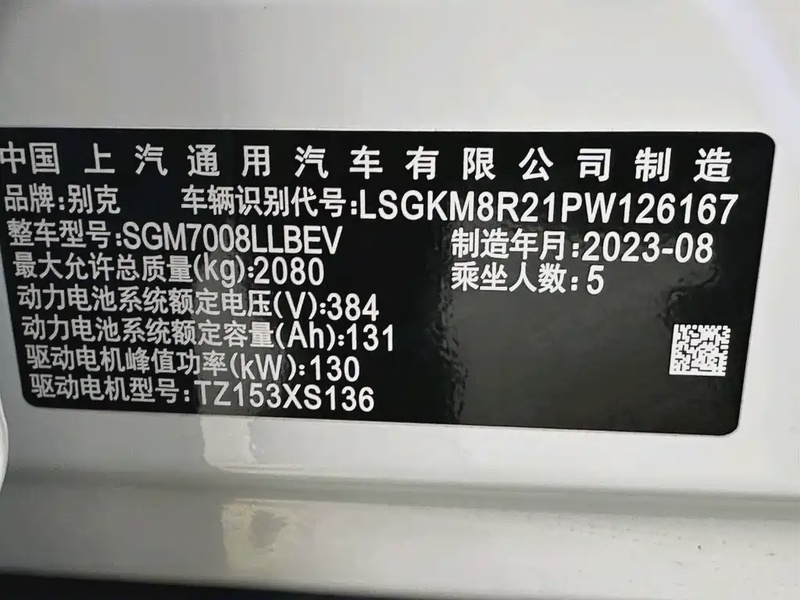 中国上汽通用汽车有限公司制造
品牌:别克 车辆识别代号:LSGKM8R21PW126167
整车型号:SGM7008LLBEV 制造年月:2023-08
最大允许总质量(kg):2080 乘坐人数:5
动力电池系统额定电压(V):384
动力电池系统额定容量(Ah):131
驱动电机峰值功率(kW):130
驱动电机型号:TZ153XS136